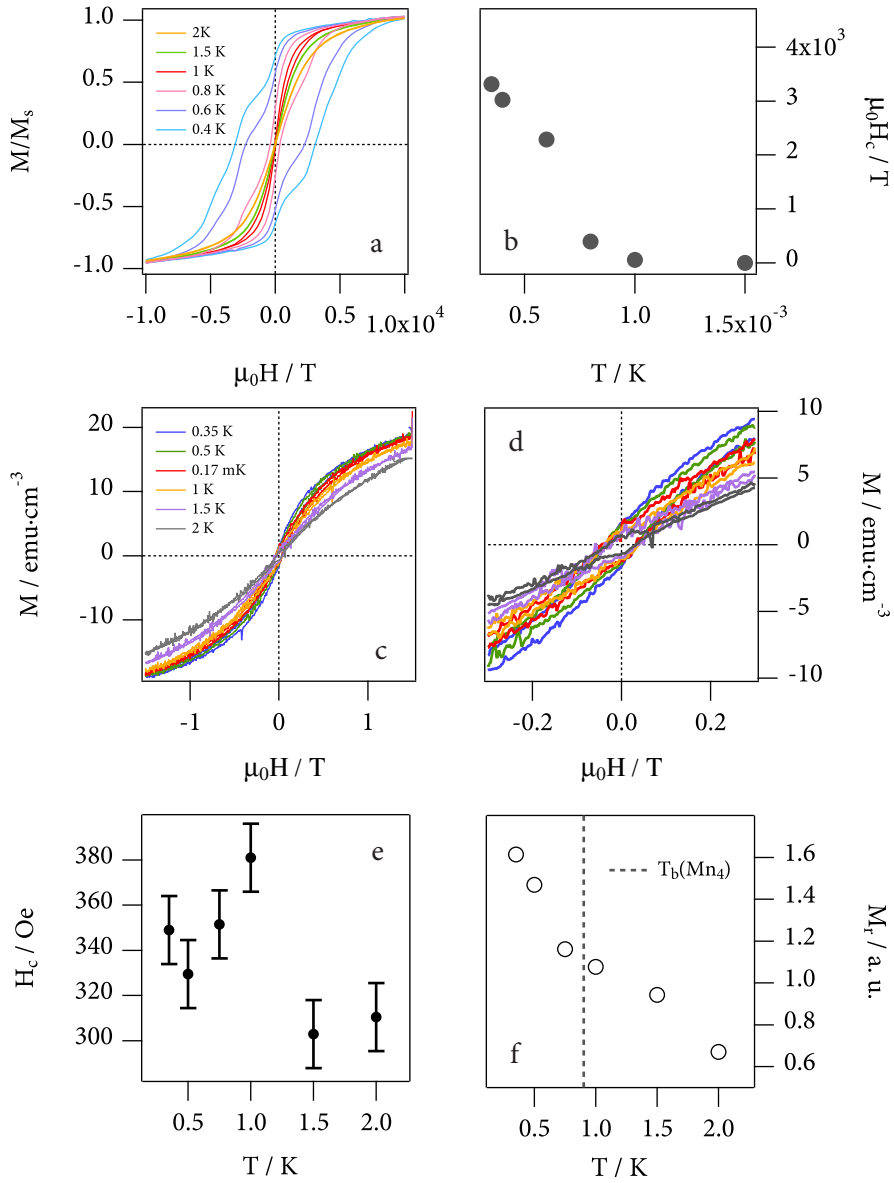 1.0
0.5
0.0
-0.5
-1.0
M/Ms
2K
1.5 K
1 K
0.8 K
0.6 K
0.4 K
a
-1.0 -0.5 0.0 0.5 1.0x10⁴
μ₀H / T
4x10³
3
2
1
0
μ₀Hc / T
b
0.5 1.0 1.5x10⁻³
T / K
20
10
0
-10
M / emu·cm⁻³
0.35 K
0.5 K
0.17 mK
1 K
1.5 K
2 K
c
-1 0 1
μ₀H / T
d
10
5
0
-5
-10
M / emu·cm⁻³
-0.2 0.0 0.2
μ₀H / T
380
360
340
320
300
Hc / Oe
e
0.5 1.0 1.5 2.0
T / K
Tb(Mn₄)
1.6
1.4
1.2
1.0
0.8
0.6
Mr / a. u.
f
0.5 1.0 1.5 2.0
T / K